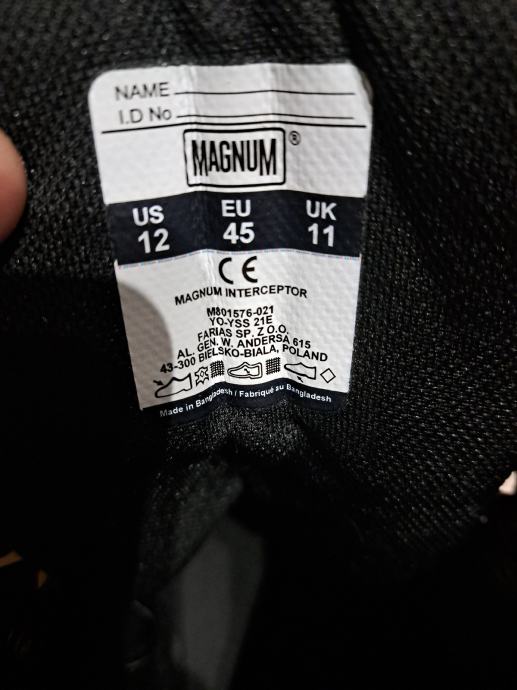 NAME
I.D No
MAGNUM®
US EU UK
12 45 11
CE
MAGNUM INTERCEPTOR
M801576-021
YO-YSS 21E
FARIAS SP. Z O.O.
AL. GEN. W. ANDERSA 615
43-300 BIELSKO-BIALA, POLAND
Made in Bangladesh / Fabriqué au Bangladesh